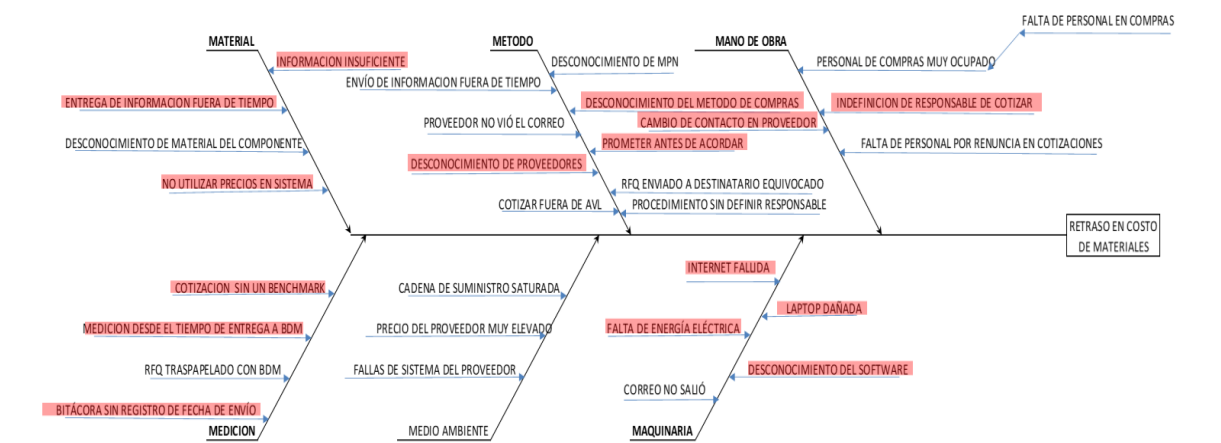 FALTA DE PERSONAL EN COMPRAS
MATERIAL
INFORMACION INSUFICIENTE
ENTREGA DE INFORMACION FUERA DE TIEMPO
DESCONOCIMIENTO DE MATERIAL DEL COMPONENTE
NO UTILIZAR PRECIOS EN SISTEMA
METODO
DESCONOCIMIENTO DE MPN
ENVÍO DE INFORMACION FUERA DE TIEMPO
DESCONOCIMIENTO DEL METODO DE COMPRAS
PROVEEDOR NO VIÓ EL CORREO
PROMETER ANTES DE ACORDAR
DESCONOCIMIENTO DE PROVEEDORES
RFQ ENVIADO A DESTINATARIO EQUIVOCADO
COTIZAR FUERA DE AVL
PROCEDIMIENTO SIN DEFINIR RESPONSABLE
MANO DE OBRA
PERSONAL DE COMPRAS MUY OCUPADO
INDEFINICION DE RESPONSABLE DE COTIZAR
CAMBIO DE CONTACTO EN PROVEEDOR
FALTA DE PERSONAL POR RENUNCIA EN COTIZACIONES
RETRASO EN COSTO
DE MATERIALES
COTIZACION SIN UN BENCHMARK
MEDICION DESDE EL TIEMPO DE ENTREGA A BDM
RFQ TRASPAPELADO CON BDM
BITÁCORA SIN REGISTRO DE FECHA DE ENVÍO
MEDICION
CADENA DE SUMINISTRO SATURADA
PRECIO DEL PROVEEDOR MUY ELEVADO
FALLAS DE SISTEMA DEL PROVEEDOR
MEDIO AMBIENTE
INTERNET FALLIDA
LAPTOP DAÑADA
FALTA DE ENERGÍA ELÉCTRICA
DESCONOCIMIENTO DEL SOFTWARE
CORREO NO SALIÓ
MAQUINARIA